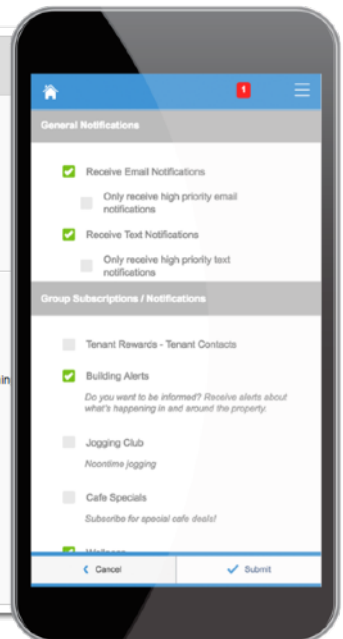 1
General Notifications
Receive Email Notifications
Only receive high priority email
notifications
Receive Text Notifications
Only receive high priority text
notifications
Group Subscriptions / Notifications
Tenant Rewards - Tenant Contacts
Building Alerts
Do you want to be informed? Receive alerts about
what's happening in and around the property.
Jogging Club
Noontime jogging
Cafe Specials
Subscribe for special cafe deals!
Wellness
Cancel
Submit